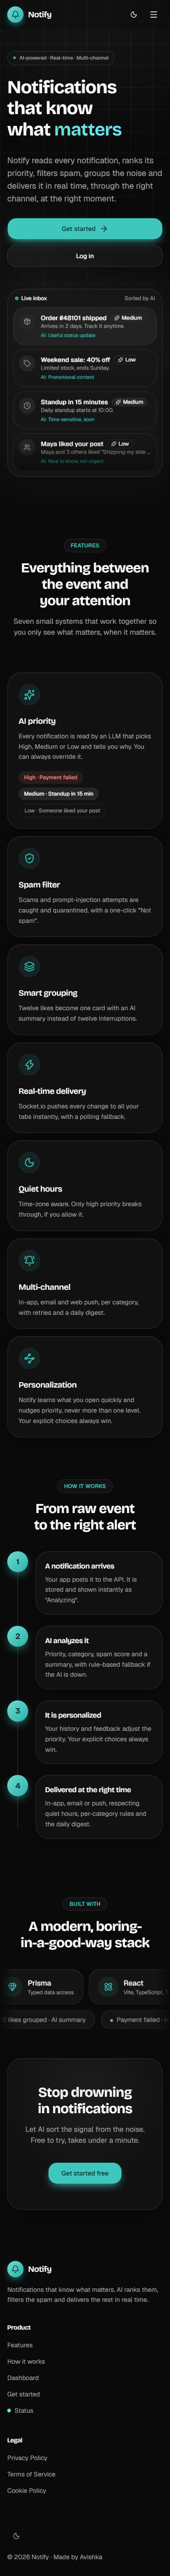 Notify
AI-powered · Real-time · Multi-channel
Notifications
that know
what matters
Notify reads every notification, ranks its
priority, filters spam, groups the noise and
delivers it in real time, through the right
channel, at the right moment.
Get started
Log in
Live inbox
Sorted by AI
Order #48101 shipped
Medium
Arrives in 2 days. Track it anytime.
AI: Useful status update
Weekend sale: 40% off
Low
Limited stock, ends Sunday.
AI: Promotional content
Standup in 15 minutes
Medium
Daily standup starts at 10:00.
AI: Time-sensitive, soon
Maya liked your post
Low
Maya and 3 others liked "Shipping my side ...
AI: Nice to know, not urgent
FEATURES
Everything between
the event and
your attention
Seven small systems that work together so
you only see what matters, when it matters.
AI priority
Every notification is read by an LLM that picks
High, Medium or Low and tells you why. You
can always override it.
High · Payment failed
Medium · Standup in 15 min
Low · Someone liked your post
Spam filter
Scams and prompt-injection attempts are
caught and quarantined, with a one-click "Not
spam".
Smart grouping
Twelve likes become one card with an AI
summary instead of twelve interruptions.
Real-time delivery
Socket.io pushes every change to all your
tabs instantly, with a polling fallback.
Quiet hours
Time-zone aware. Only high priority breaks
through, if you allow it.
Multi-channel
In-app, email and web push, per category,
with retries and a daily digest.
Personalization
Notify learns what you open quickly and
nudges priority, never more than one level.
Your explicit choices always win.
HOW IT WORKS
From raw event
to the right alert
1
A notification arrives
Your app posts it to the API. It is
stored and shown instantly as
"Analyzing".
2
AI analyzes it
Priority, category, spam score and a
summary, with rule-based fallback if
the AI is down.
3
It is personalized
Your history and feedback adjust the
priority. Your explicit choices always
win.
4
Delivered at the right time
In-app, email or push, respecting
quiet hours, per-category rules and
the daily digest.
BUILT WITH
A modern, boring-
in-a-good-way stack
Prisma
Typed data access
React
Vite, TypeScript,
likes grouped · AI summary
Payment failed ·
Stop drowning
in notifications
Let AI sort the signal from the noise.
Free to try, takes under a minute.
Get started free
Notify
Notifications that know what matters. AI ranks them,
filters the spam and delivers the rest in real time.
Product
Features
How it works
Dashboard
Get started
Status
Legal
Privacy Policy
Terms of Service
Cookie Policy
© 2026 Notify · Made by Avishka